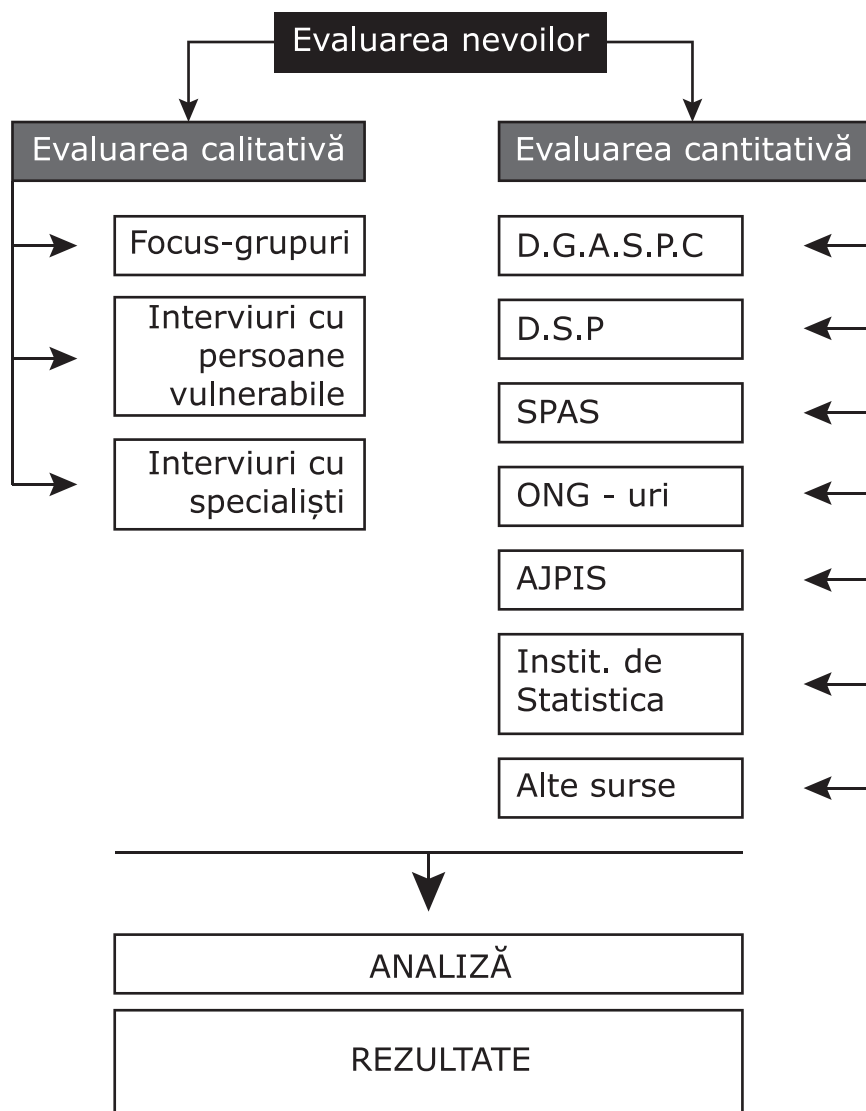 Evaluarea nevoilor
Evaluarea calitativă
Focus-grupuri
Interviuri cu
persoane
vulnerabile
Interviuri cu
specialiști
Evaluarea cantitativă
D.G.A.S.P.C
D.S.P
SPAS
ONG - uri
AJPIS
Instit. de
Statistica
Alte surse
ANALIZĂ
REZULTATE